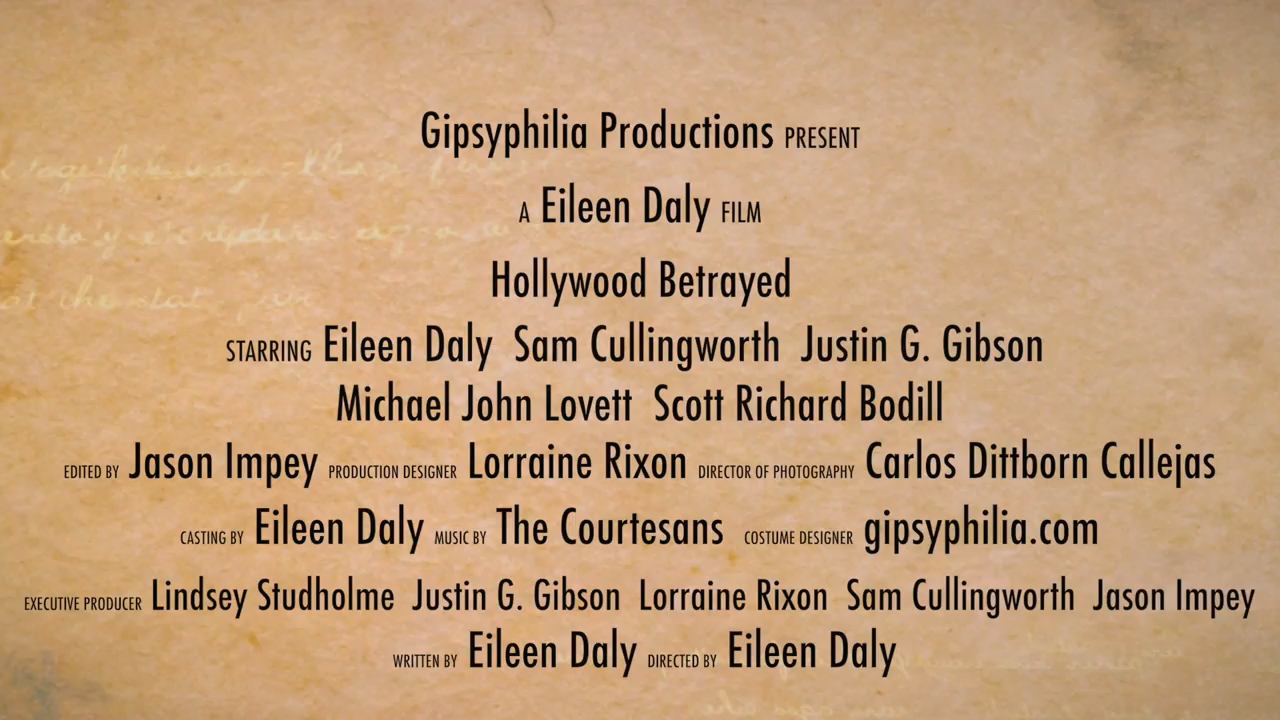 Gipsyphilia Productions PRESENT
A Eileen Daly FILM
Hollywood Betrayed
STARRING Eileen Daly Sam Cullingworth Justin G. Gibson
Michael John Lovett Scott Richard Bodill
EDITED BY Jason Impey PRODUCTION DESIGNER Lorraine Rixon DIRECTOR OF PHOTOGRAPHY Carlos Dittborn Callejas
CASTING BY Eileen Daly MUSIC BY The Courtesans COSTUME DESIGNER gipsyphilia.com
EXECUTIVE PRODUCER Lindsey Studholme Justin G. Gibson Lorraine Rixon Sam Cullingworth Jason Impey
WRITTEN BY Eileen Daly DIRECTED BY Eileen Daly